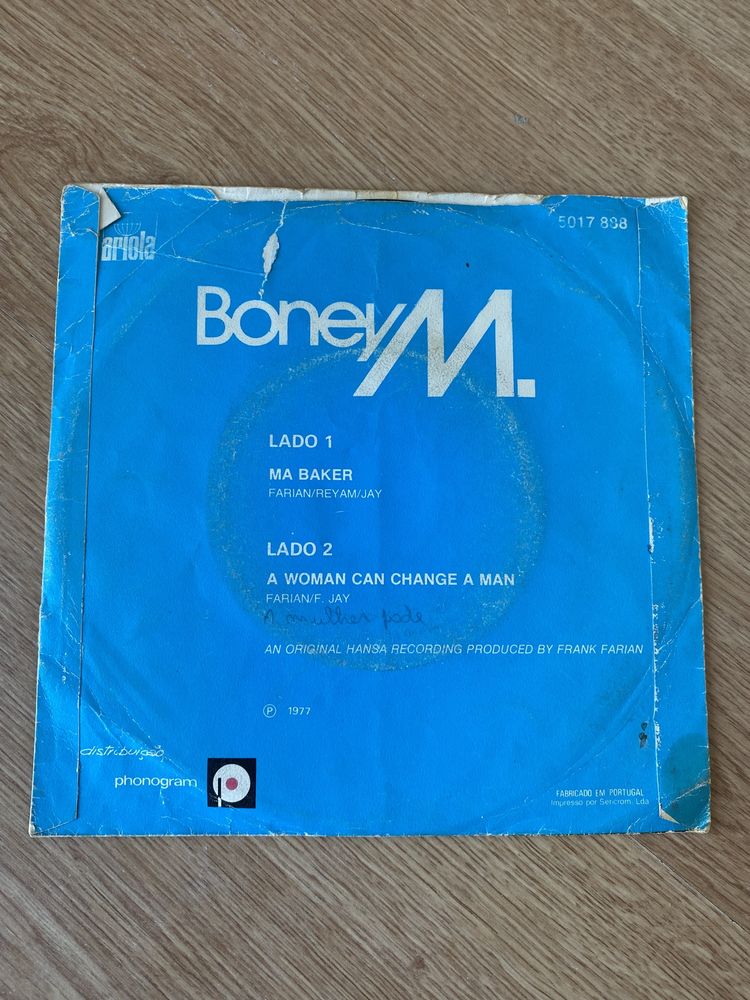 ariola
5017 898
Boney M.
LADO 1
MA BAKER
FARIAN/REYAM/JAY
LADO 2
A WOMAN CAN CHANGE A MAN
FARIAN/F. JAY
A mulher pode
AN ORIGINAL HANSA RECORDING PRODUCED BY FRANK FARIAN
Ⓟ 1977
distribuição
phonogram
FABRICADO EM PORTUGAL
Impresso por Sericrom, Lda